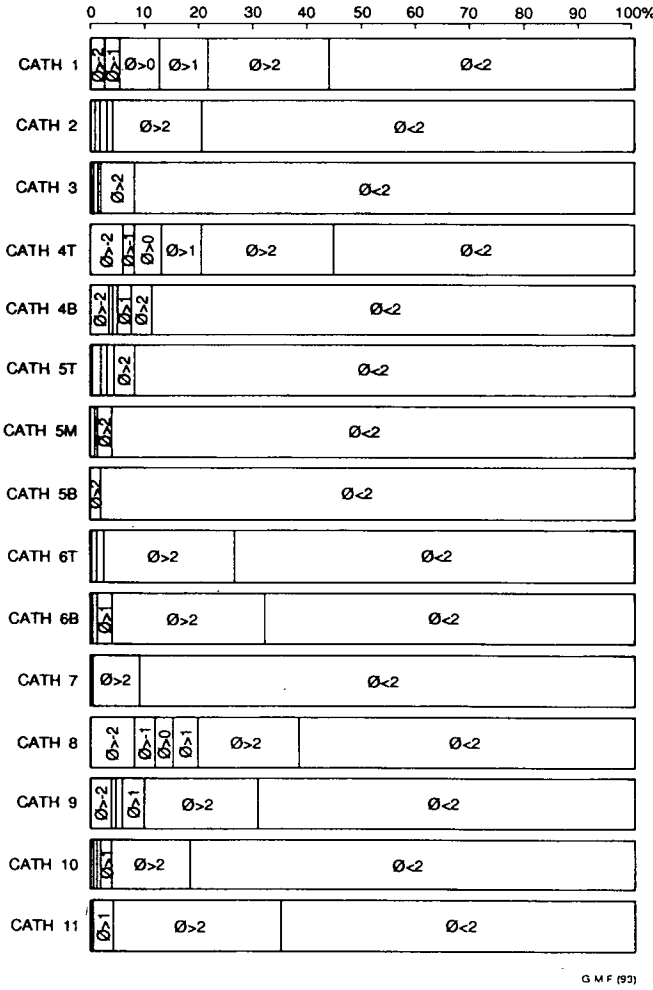 0 10 20 30 40 50 60 70 80 90 100%
CATH 1 Ø>-2 Ø>-1 Ø>0 Ø>1 Ø>2 Ø<2
CATH 2 Ø>2 Ø<2
CATH 3 Ø>2 Ø<2
CATH 4T Ø>-2 Ø>-1 Ø>0 Ø>1 Ø>2 Ø<2
CATH 4B Ø>-2 Ø>1 Ø>2 Ø<2
CATH 5T Ø>2 Ø<2
CATH 5M Ø>2 Ø<2
CATH 5B Ø>2 Ø<2
CATH 6T Ø>2 Ø<2
CATH 6B Ø>1 Ø>2 Ø<2
CATH 7 Ø>2 Ø<2
CATH 8 Ø>-2 Ø>-1 Ø>0 Ø>1 Ø>2 Ø<2
CATH 9 Ø>-2 Ø>1 Ø>2 Ø<2
CATH 10 Ø>1 Ø>2 Ø<2
CATH 11 Ø>1 Ø>2 Ø<2
G M F (93)